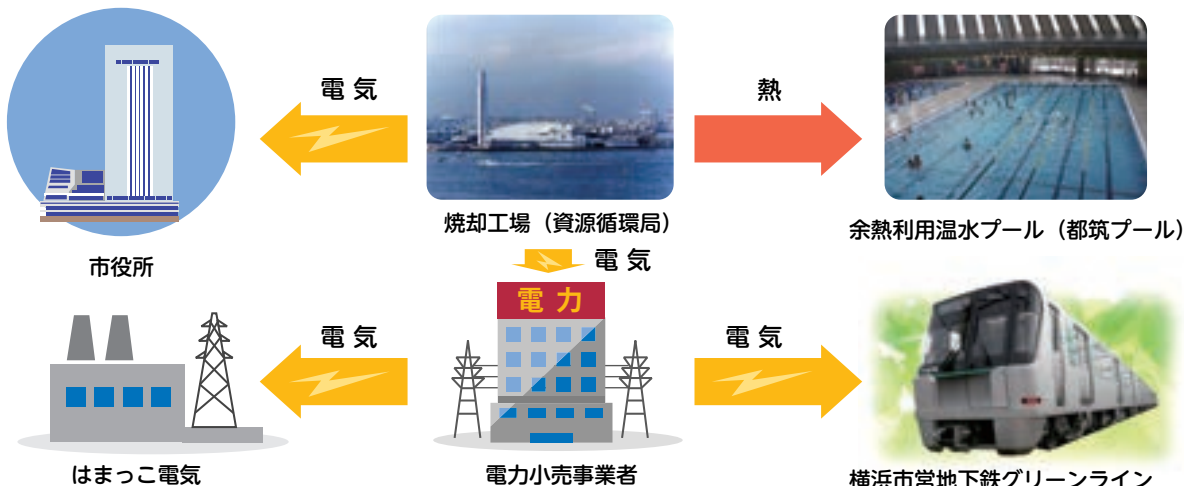 電気
熱
焼却工場（資源循環局）
余熱利用温水プール（都筑プール）
市役所
電気
電力
電気
電気
はまっこ電気
電力小売事業者
横浜市営地下鉄グリーンライン